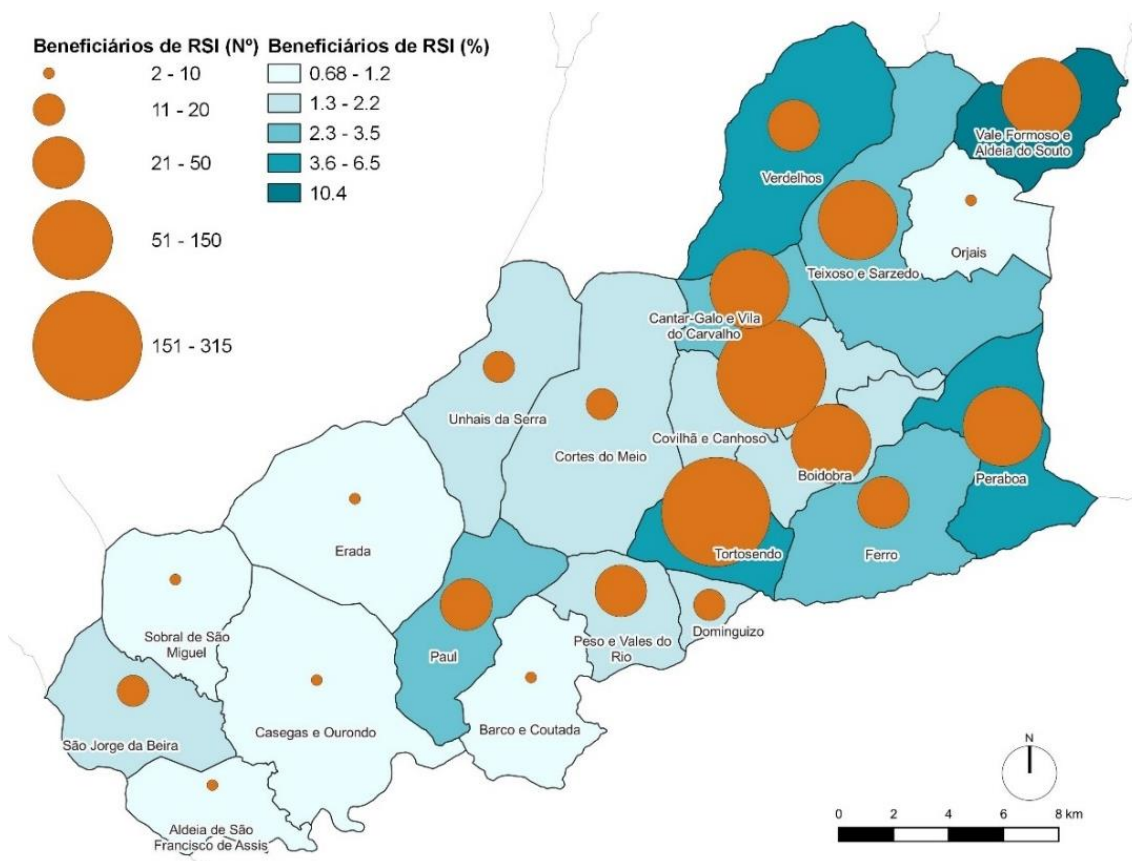 Beneficiários de RSI (Nº)
2 - 10
11 - 20
21 - 50
51 - 150
151 - 315
Beneficiários de RSI (%)
0.68 - 1.2
1.3 - 2.2
2.3 - 3.5
3.6 - 6.5
10.4
Vale Formoso e
Aldeia do Souto
Verdelhos
Orjais
Teixoso e Sarzedo
Cantar-Galo e Vila
do Carvalho
Unhais da Serra
Cortes do Meio
Covilhã e Canhoso
Boidobra
Peraboa
Erada
Tortosendo
Ferro
Sobral de São
Miguel
Paul
Peso e Vales do
Rio
Dominguizo
São Jorge da Beira
Casegas e Ourondo
Barco e Coutada
Aldeia de São
Francisco de Assis
N
0 2 4 6 8 km